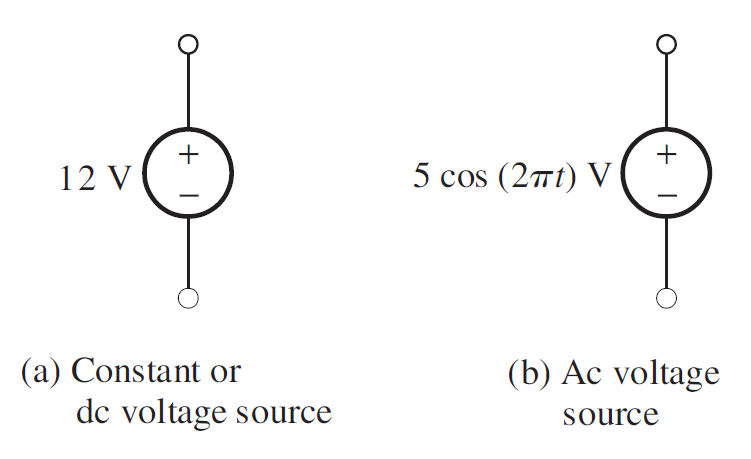 +
12 V
−
(a) Constant or
dc voltage source
+
5 cos (2πt) V
−
(b) Ac voltage
source